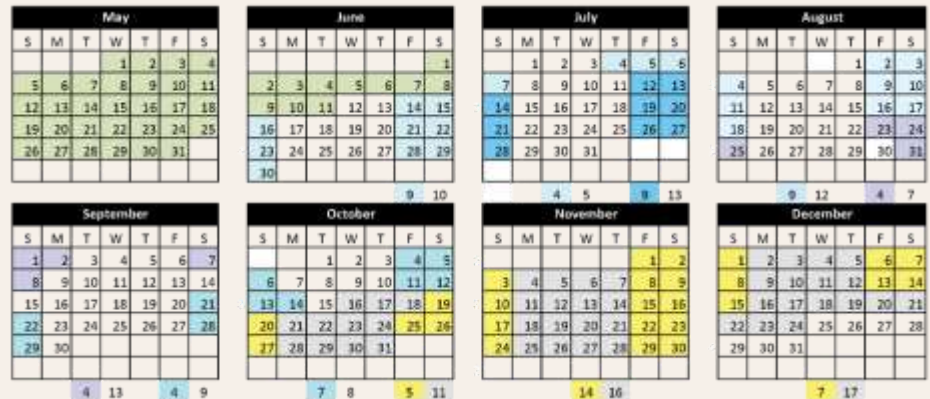 May June July August
S M T W T F S S M T W T F S S M T W T F S S M T W T F S
1 2 3 4 1 1 2 3 4 5 6 1 2 3
5 6 7 8 9 10 11 2 3 4 5 6 7 8 7 8 9 10 11 12 13 4 5 6 7 8 9 10
12 13 14 15 16 17 18 9 10 11 12 13 14 15 14 15 16 17 18 19 20 11 12 13 14 15 16 17
19 20 21 22 23 24 25 16 17 18 19 20 21 22 21 22 23 24 25 26 27 18 19 20 21 22 23 24
26 27 28 29 30 31 23 24 25 26 27 28 29 28 29 30 31 25 26 27 28 29 30 31
30
9 10 4 5 8 13 9 12 4 7
September October November December
S M T W T F S S M T W T F S S M T W T F S S M T W T F S
1 2 3 4 5 6 7 1 2 3 4 5 1 2 1 2 3 4 5 6 7
8 9 10 11 12 13 14 6 7 8 9 10 11 12 3 4 5 6 7 8 9 8 9 10 11 12 13 14
15 16 17 18 19 20 21 13 14 15 16 17 18 19 10 11 12 13 14 15 16 15 16 17 18 19 20 21
22 23 24 25 26 27 28 20 21 22 23 24 25 26 17 18 19 20 21 22 23 22 23 24 25 26 27 28
29 30 27 28 29 30 31 24 25 26 27 28 29 30 29 30 31
4 13 4 9 7 8 5 11 14 16 7 17